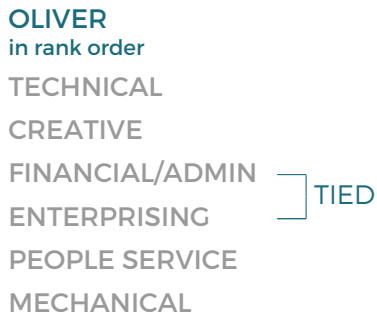 OLIVER
in rank order
TECHNICAL
CREATIVE
FINANCIAL/ADMIN
TIED
ENTERPRISING
PEOPLE SERVICE
MECHANICAL